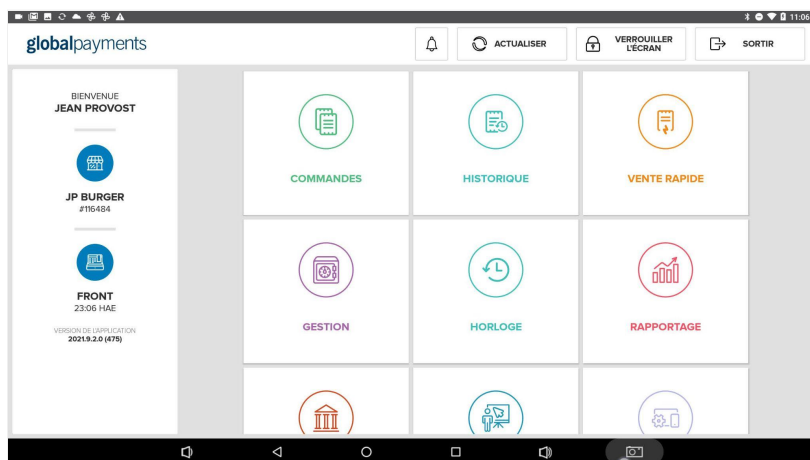 11:06
globalpayments
ACTUALISER
VERROUILLER
L'ÉCRAN
SORTIR
BIENVENUE
JEAN PROVOST
JP BURGER
#116484
FRONT
23:06 HAE
VERSION DE L'APPLICATION
2021.9.2.0 (475)
COMMANDES
HISTORIQUE
VENTE RAPIDE
GESTION
HORLOGE
RAPPORTAGE